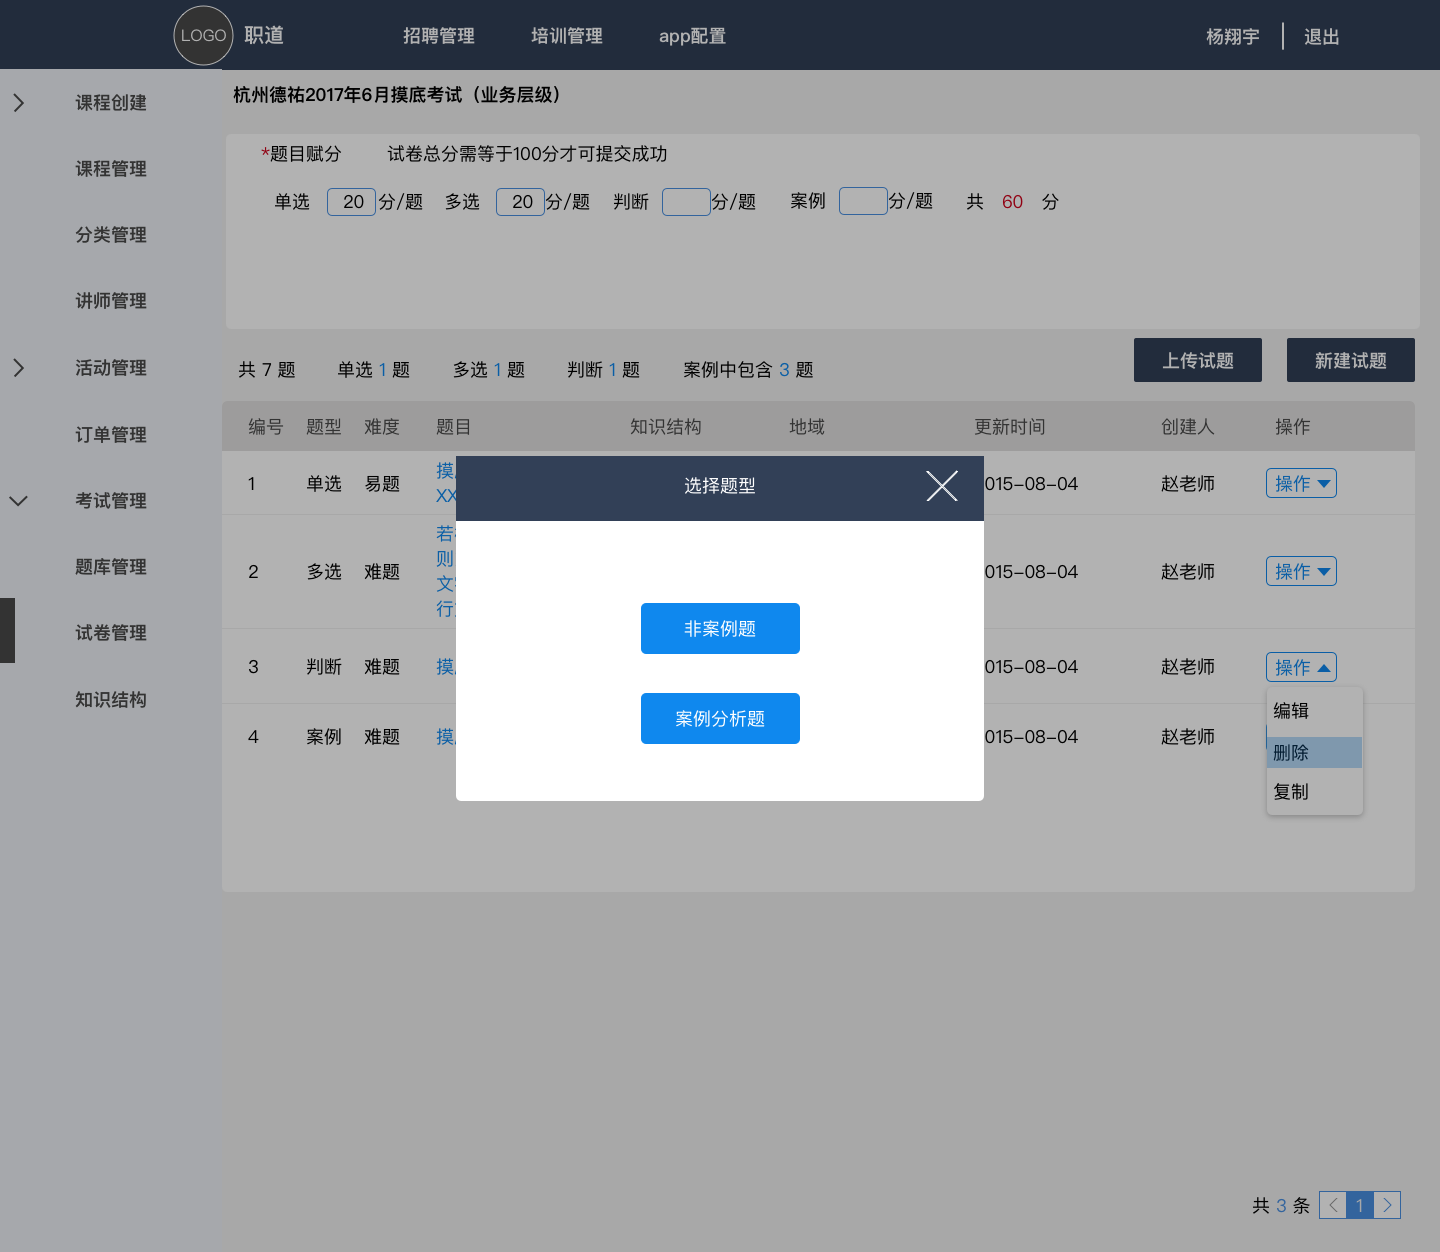 LOGO 职道 招聘管理 培训管理 app配置 杨翔宇 退出
课程创建
课程管理
分类管理
讲师管理
活动管理
订单管理
考试管理
题库管理
试卷管理
知识结构
杭州德祐2017年6月摸底考试（业务层级）
*题目赋分 试卷总分需等于100分才可提交成功
单选 20 分/题 多选 20 分/题 判断 分/题 案例 分/题 共 60 分
共 7 题 单选 1 题 多选 1 题 判断 1 题 案例中包含 3 题 上传试题 新建试题
编号 题型 难度 题目 知识结构 地域 更新时间 创建人 操作
1 单选 易题 摸 XX 015-08-04 赵老师 操作
2 多选 难题 若 则 文 行 015-08-04 赵老师 操作
3 判断 难题 摸 015-08-04 赵老师 操作
4 案例 难题 摸 015-08-04 赵老师
编辑
删除
复制
选择题型
非案例题
案例分析题
共 3 条 1